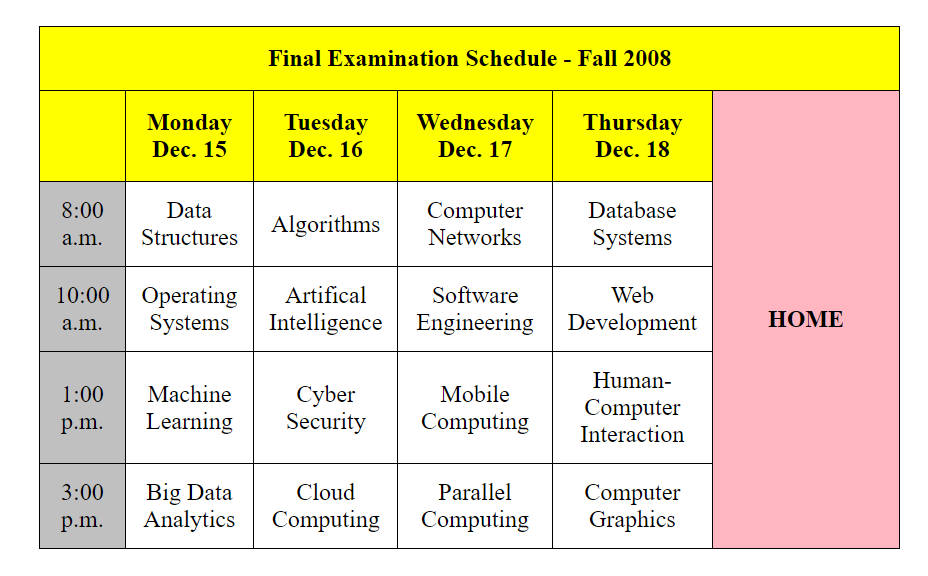 Final Examination Schedule - Fall 2008
Monday
Dec. 15
Tuesday
Dec. 16
Wednesday
Dec. 17
Thursday
Dec. 18
HOME
8:00
a.m.
Data
Structures
Algorithms
Computer
Networks
Database
Systems
10:00
a.m.
Operating
Systems
Artifical
Intelligence
Software
Engineering
Web
Development
1:00
p.m.
Machine
Learning
Cyber
Security
Mobile
Computing
Human-
Computer
Interaction
3:00
p.m.
Big Data
Analytics
Cloud
Computing
Parallel
Computing
Computer
Graphics